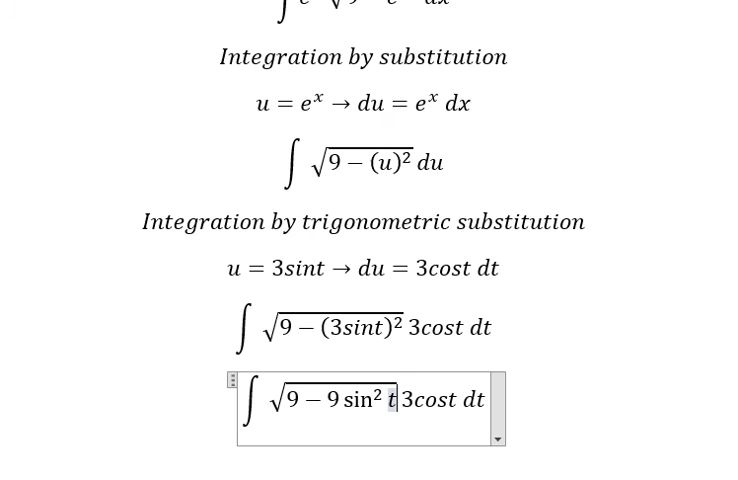 Integration by substitution
u = e^x → du = e^x dx
∫ √(9 − (u)²) du
Integration by trigonometric substitution
u = 3sint → du = 3cost dt
∫ √(9 − (3sint)²) 3cost dt
∫ √(9 − 9 sin² t) 3cost dt